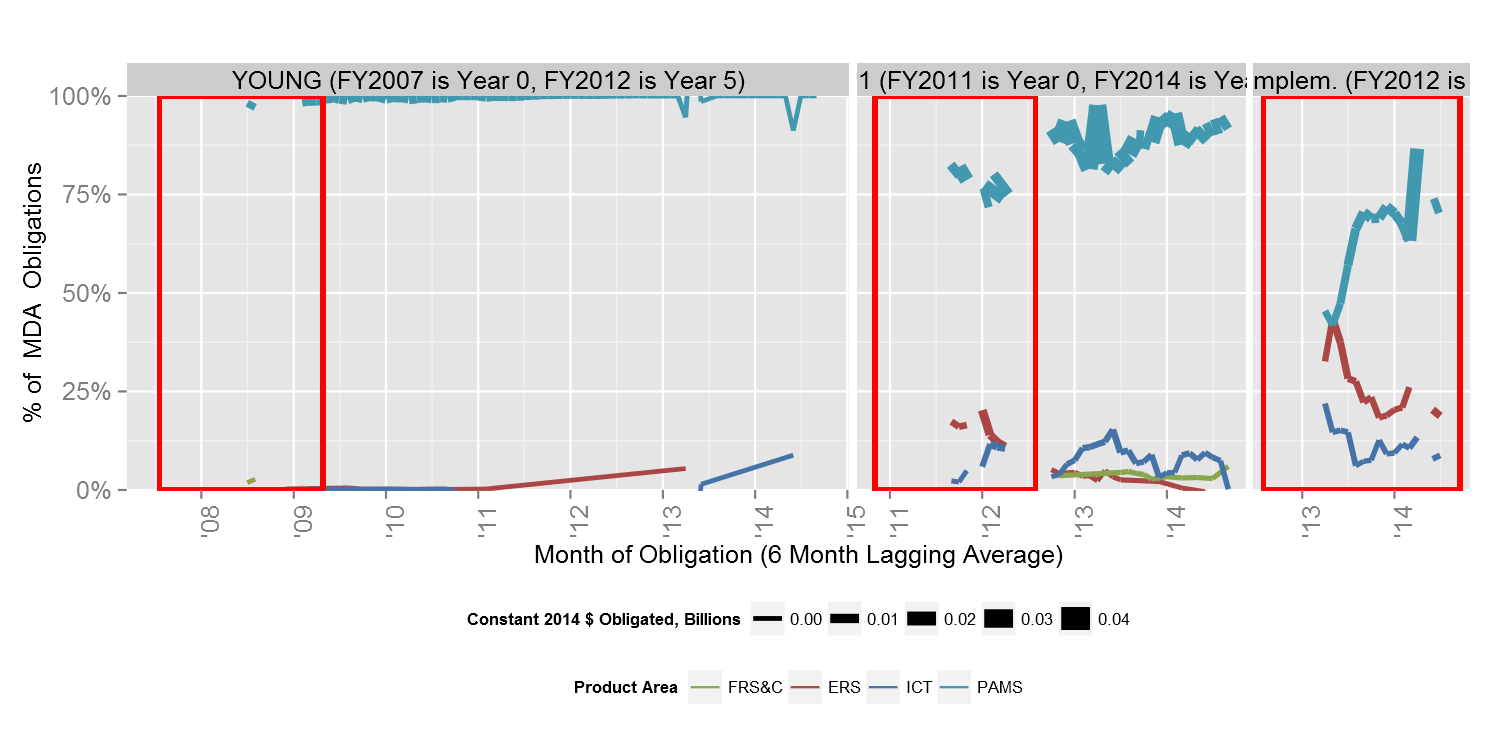 YOUNG (FY2007 is Year 0, FY2012 is Year 5)
1 (FY2011 is Year 0, FY2014 is Yea
mplem. (FY2012 is
% of MDA Obligations
100%
75%
50%
25%
0%
'08
'09
'10
'11
'12
'13
'14
'15
'11
'12
'13
'14
'13
'14
Month of Obligation (6 Month Lagging Average)
Constant 2014 $ Obligated, Billions 0.00 0.01 0.02 0.03 0.04
Product Area FRS&C ERS ICT PAMS